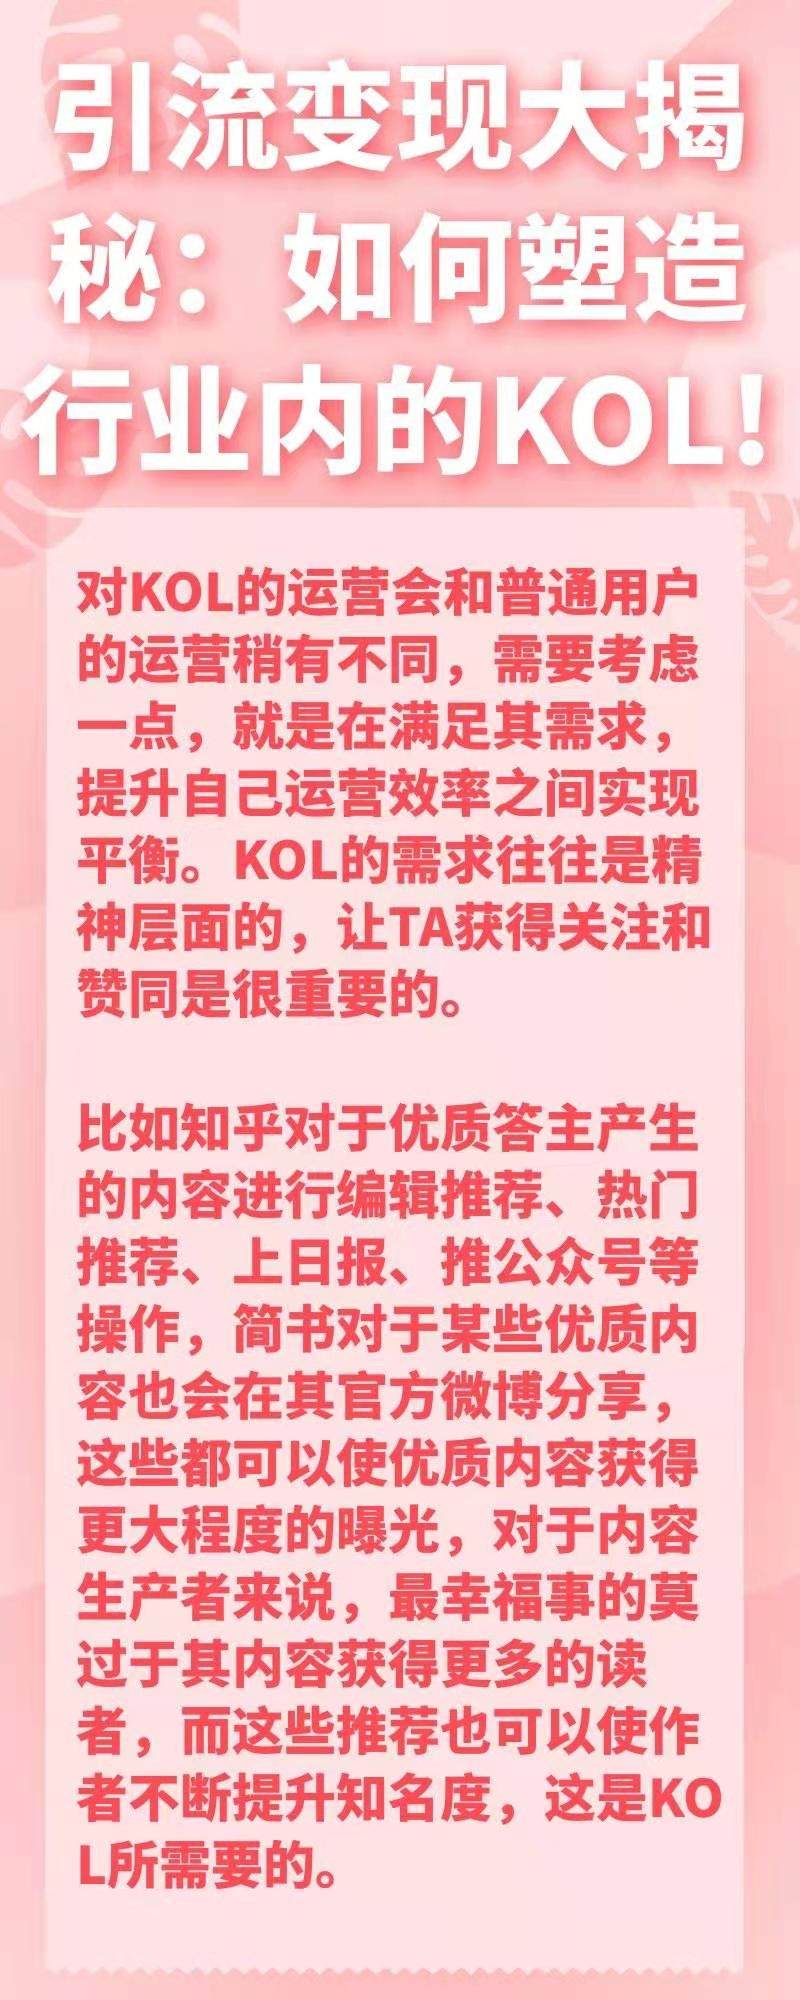 引流变现大揭
秘：如何塑造
行业内的KOL！
对KOL的运营会和普通用户
的运营稍有不同，需要考虑
一点，就是在满足其需求，
提升自己运营效率之间实现
平衡。KOL的需求往往是精
神层面的，让TA获得关注和
赞同是很重要的。
比如知乎对于优质答主产生
的内容进行编辑推荐、热门
推荐、上日报、推公众号等
操作，简书对于某些优质内
容也会在其官方微博分享，
这些都可以使优质内容获得
更大程度的曝光，对于内容
生产者来说，最幸福事的莫
过于其内容获得更多的读
者，而这些推荐也可以使作
者不断提升知名度，这是KO
L所需要的。